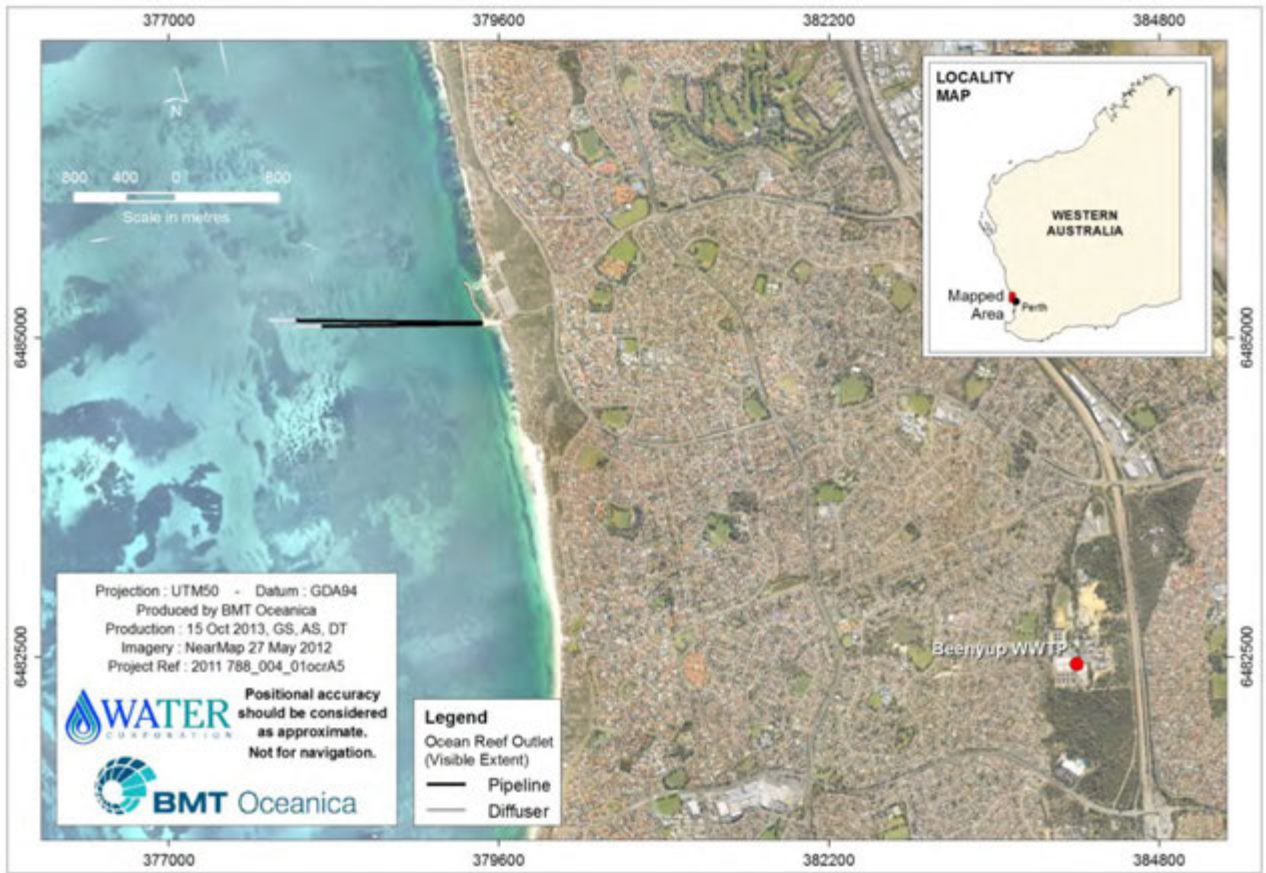 377000 379600 382200 384800
LOCALITY
MAP
WESTERN
AUSTRALIA
Mapped
Area
Perth
N
800 400 0 800
Scale in metres
6485000 6485000
6482500 6482500
Beenyup WWTP
Projection : UTM50 - Datum : GDA94
Produced by BMT Oceanica
Production : 15 Oct 2013, GS, AS, DT
Imagery : NearMap 27 May 2012
Project Ref : 2011 788_004_01ocrA5
WATER
CORPORATION
Positional accuracy
should be considered
as approximate.
Not for navigation.
BMT Oceanica
Legend
Ocean Reef Outlet
(Visible Extent)
Pipeline
Diffuser
377000 379600 382200 384800